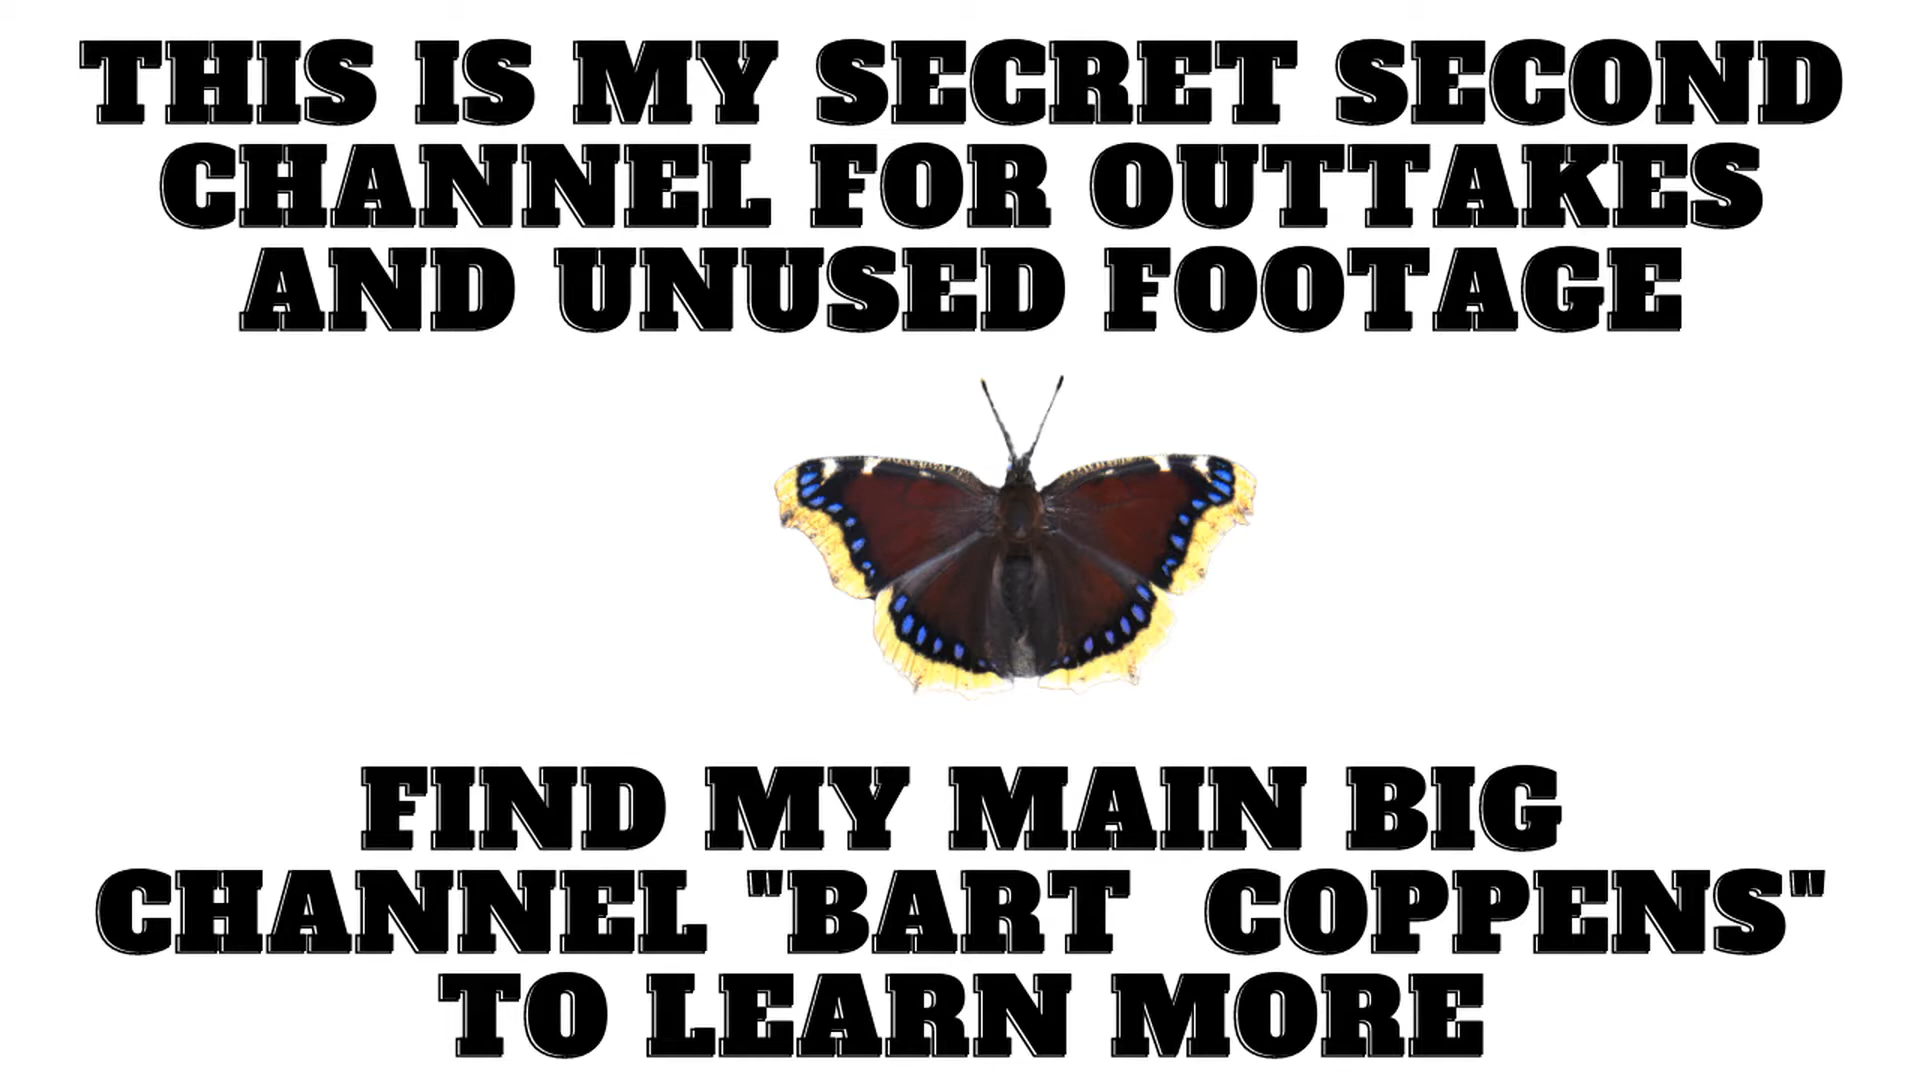 THIS IS MY SECRET SECOND
CHANNEL FOR OUTTAKES
AND UNUSED FOOTAGE
FIND MY MAIN BIG
CHANNEL "BART  COPPENS"
TO LEARN MORE